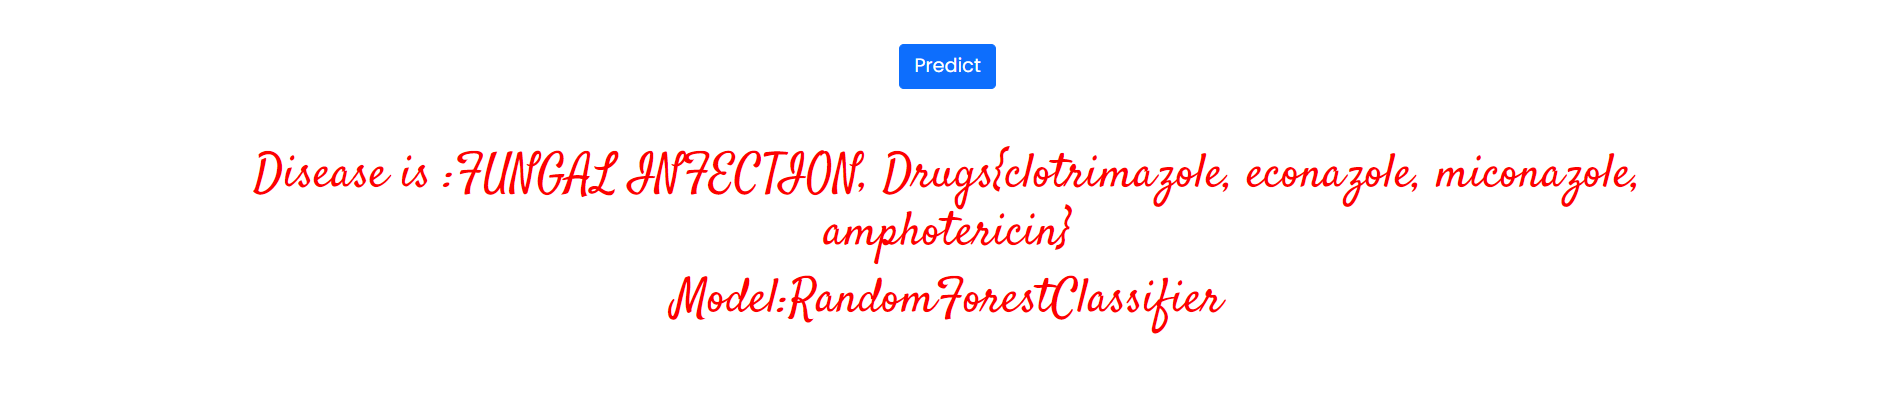 Predict
Disease is :FUNGAL INFECTION, Drugs{clotrimazole, econazole, miconazole,
amphotericin}
Model:RandomForestClassifier